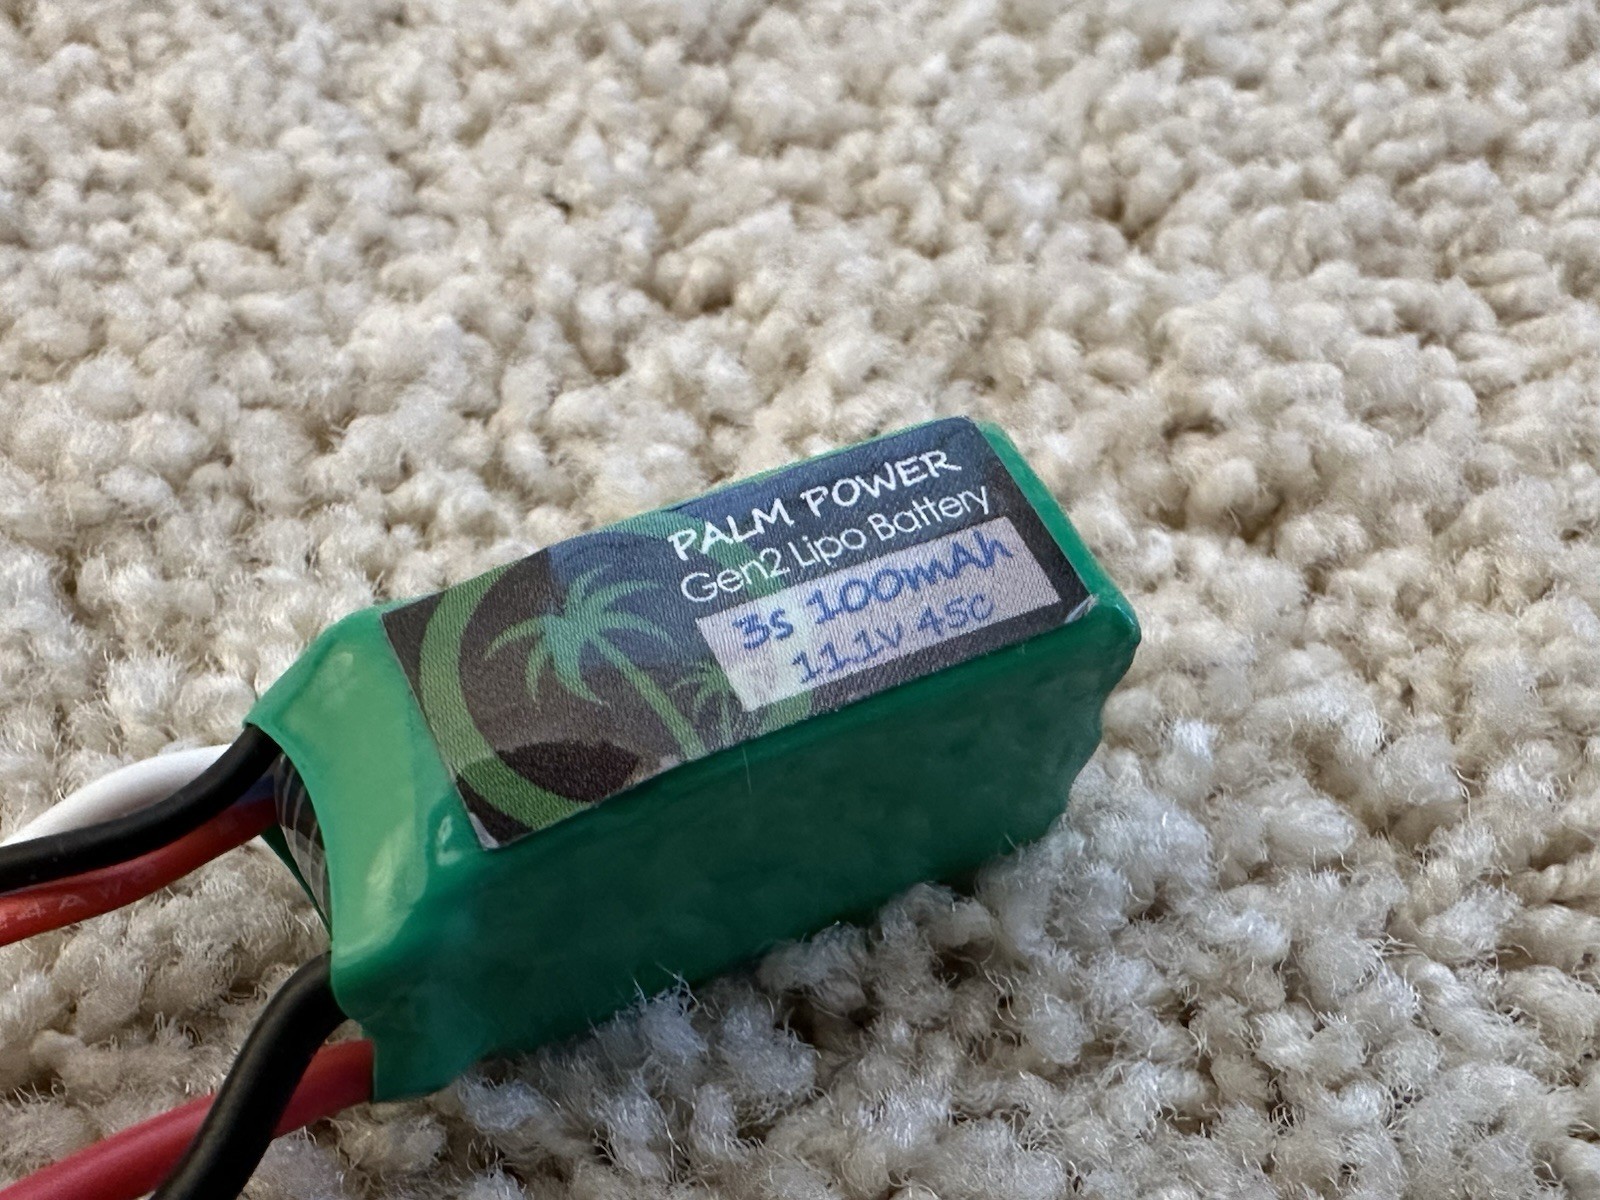 PALM POWER
Gen2 Lipo Battery
3s 100mAh
11.1v 45C